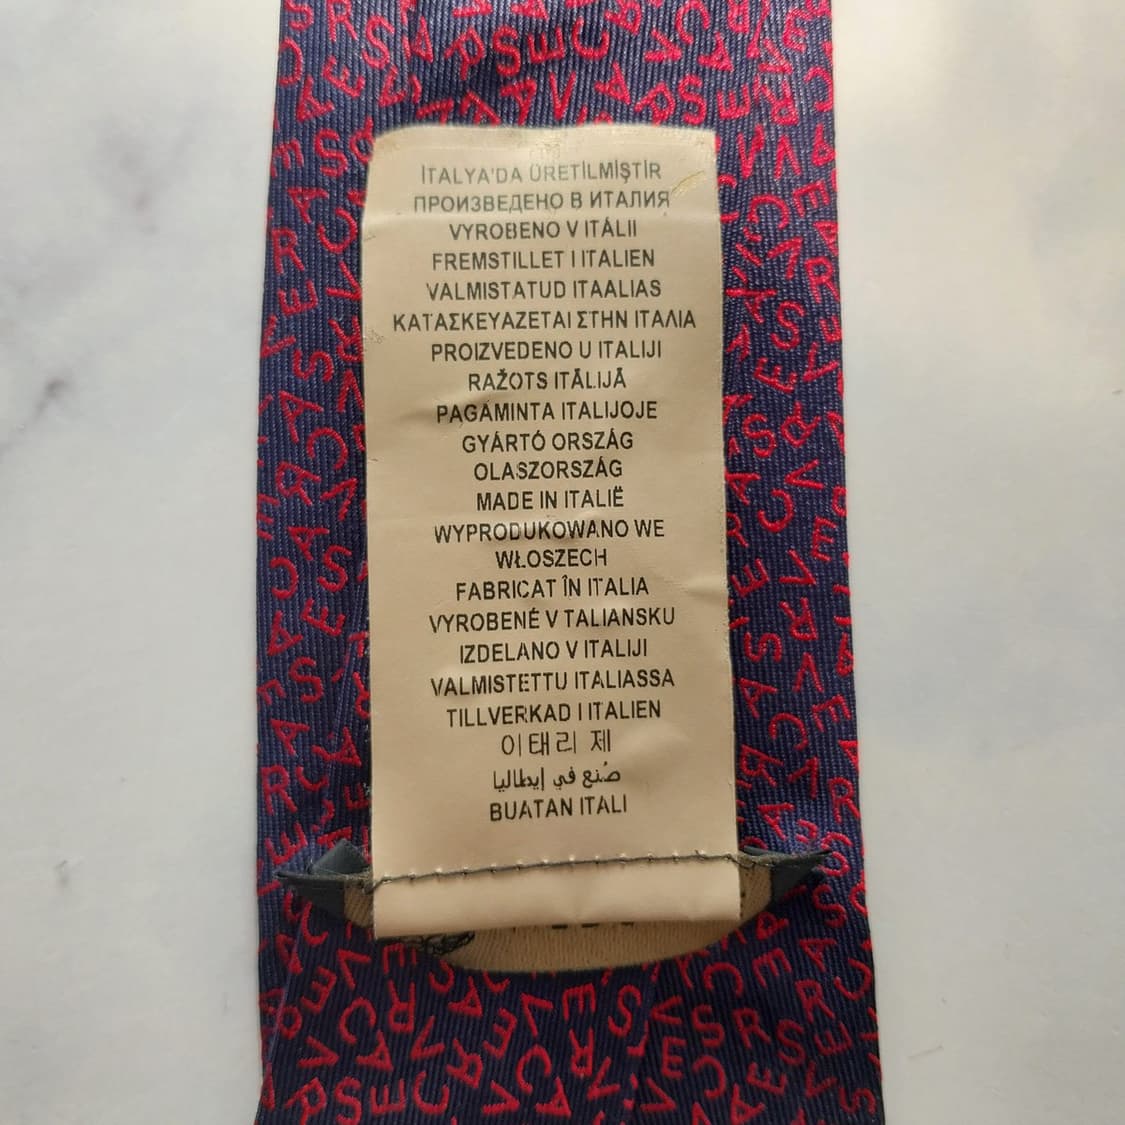 İTALYA'DA ÜRETİLMİŞTİR
ПРОИЗВЕДЕНО В ИТАЛИЯ
VYROBENO V ITÁLII
FREMSTILLET I ITALIEN
VALMISTATUD ITAALIAS
ΚΑΤΑΣΚΕΥΑΖΕΤΑΙ ΣΤΗΝ ΙΤΑΛΙΑ
PROIZVEDENO U ITALIJI
RAŽOTS ITĀLIJĀ
PAGAMINTA ITALIJOJE
GYÁRTÓ ORSZÁG
OLASZORSZÁG
MADE IN ITALIË
WYPRODUKOWANO WE
WŁOSZECH
FABRICAT ÎN ITALIA
VYROBENÉ V TALIANSKU
IZDELANO V ITALIJI
VALMISTETTU ITALIASSA
TILLVERKAD I ITALIEN
이태리 제
صُنع في إيطاليا
BUATAN ITALI